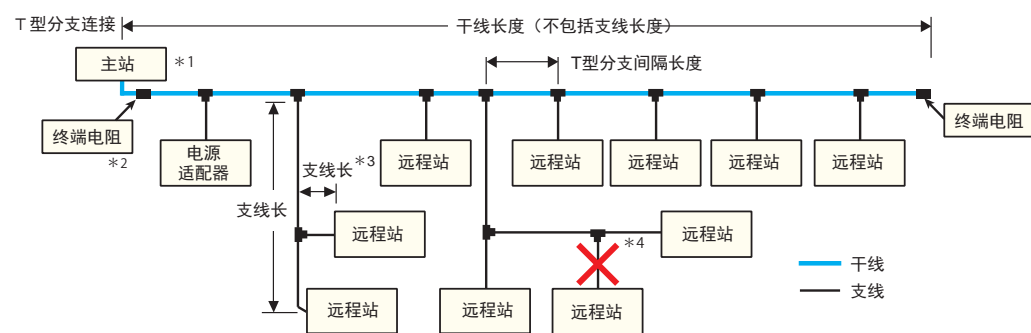 T型分支连接
干线长度（不包括支线长度）
主站
＊1
T型分支间隔长度
终端电阻
＊2
电源
适配器
支线长
＊3
远程站
远程站
远程站
远程站
远程站
终端电阻
支线长
远程站
远程站
＊4
远程站
远程站
远程站
干线
支线